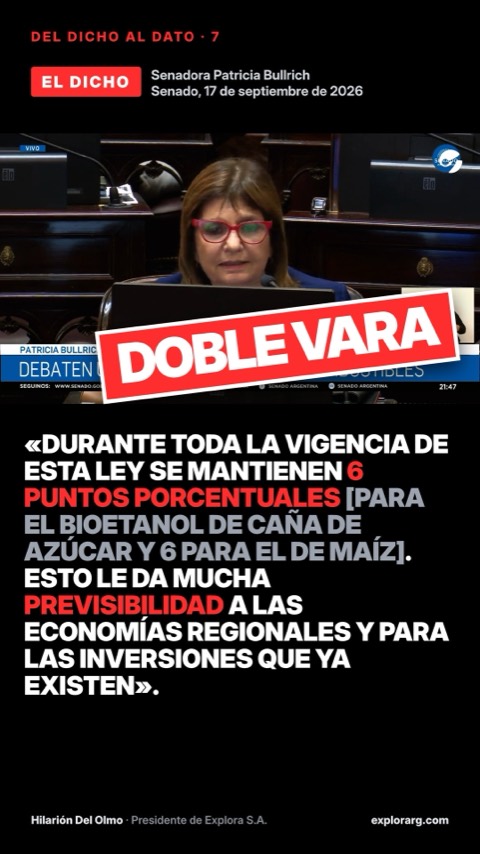 DEL DICHO AL DATO · 7
EL DICHO
Senadora Patricia Bullrich
Senado, 17 de septiembre de 2026
VIVO
DOBLE VARA
PATRICIA BULLRIC
DEBATEN
SEGUINOS:
SENADO ARGENTINA
SENADO ARGENTINA
21:47
«DURANTE TODA LA VIGENCIA DE
ESTA LEY SE MANTIENEN 6
PUNTOS PORCENTUALES [PARA
EL BIOETANOL DE CAÑA DE
AZÚCAR Y 6 PARA EL DE MAÍZ].
ESTO LE DA MUCHA
PREVISIBILIDAD A LAS
ECONOMÍAS REGIONALES Y PARA
LAS INVERSIONES QUE YA
EXISTEN».
Hilarión Del Olmo · Presidente de Explora S.A.
explorarg.com